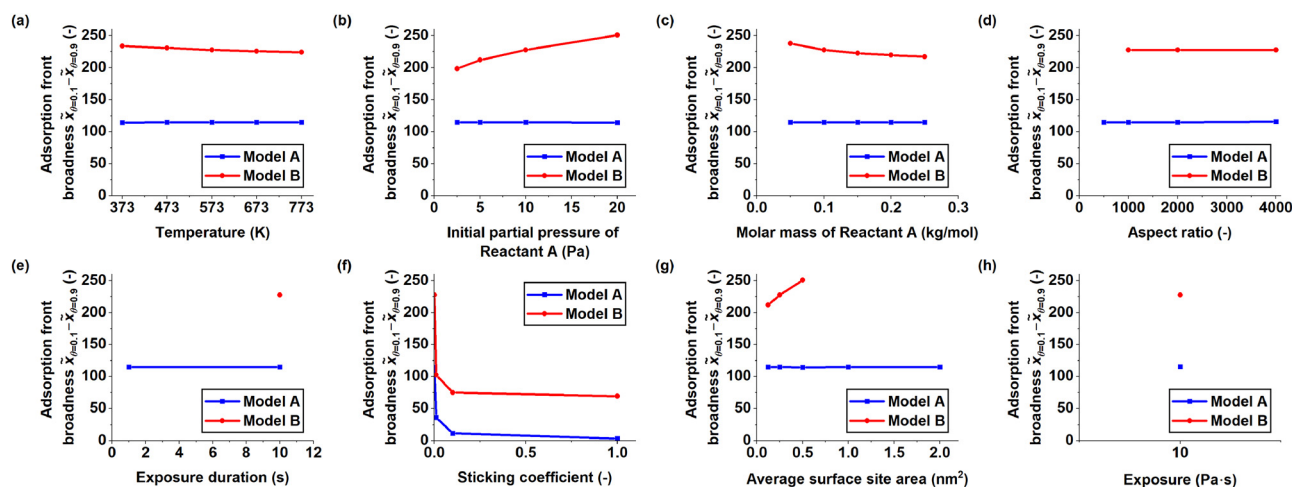 (a)
Adsorption front
broadness x̃θ=0.1−x̃θ=0.9 (-)
250
200
150
100
50
0
Model A
Model B
373 473 573 673 773
Temperature (K)
(b)
Adsorption front
broadness x̃θ=0.1−x̃θ=0.9 (-)
250
200
150
100
50
0
Model A
Model B
0 5 10 15 20
Initial partial pressure of
Reactant A (Pa)
(c)
Adsorption front
broadness x̃θ=0.1−x̃θ=0.9 (-)
250
200
150
100
50
0
Model A
Model B
0.0 0.1 0.2 0.3
Molar mass of Reactant A (kg/mol)
(d)
Adsorption front
broadness x̃θ=0.1−x̃θ=0.9 (-)
250
200
150
100
50
0
Model A
Model B
0 1000 2000 3000 4000
Aspect ratio (-)
(e)
Adsorption front
broadness x̃θ=0.1−x̃θ=0.9 (-)
250
200
150
100
50
0
Model A
Model B
0 2 4 6 8 10 12
Exposure duration (s)
(f)
Adsorption front
broadness x̃θ=0.1−x̃θ=0.9 (-)
250
200
150
100
50
0
Model A
Model B
0.0 0.5 1.0
Sticking coefficient (-)
(g)
Adsorption front
broadness x̃θ=0.1−x̃θ=0.9 (-)
250
200
150
100
50
0
Model A
Model B
0.0 0.5 1.0 1.5 2.0
Average surface site area (nm²)
(h)
Adsorption front
broadness x̃θ=0.1−x̃θ=0.9 (-)
250
200
150
100
50
0
Model A
Model B
10
Exposure (Pa·s)